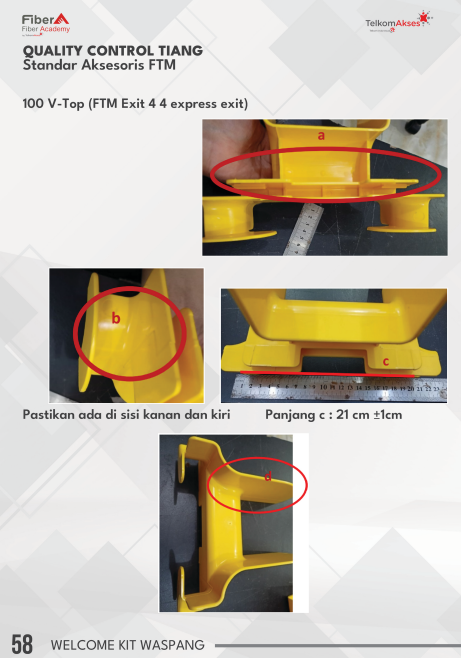 Fiber
Fiber Academy
TelkomAkses
QUALITY CONTROL TIANG
Standar Aksesoris FTM
100 V-Top (FTM Exit 4 4 express exit)
a
b
c
Pastikan ada di sisi kanan dan kiri
Panjang c : 21 cm ±1cm
d
58 WELCOME KIT WASPANG